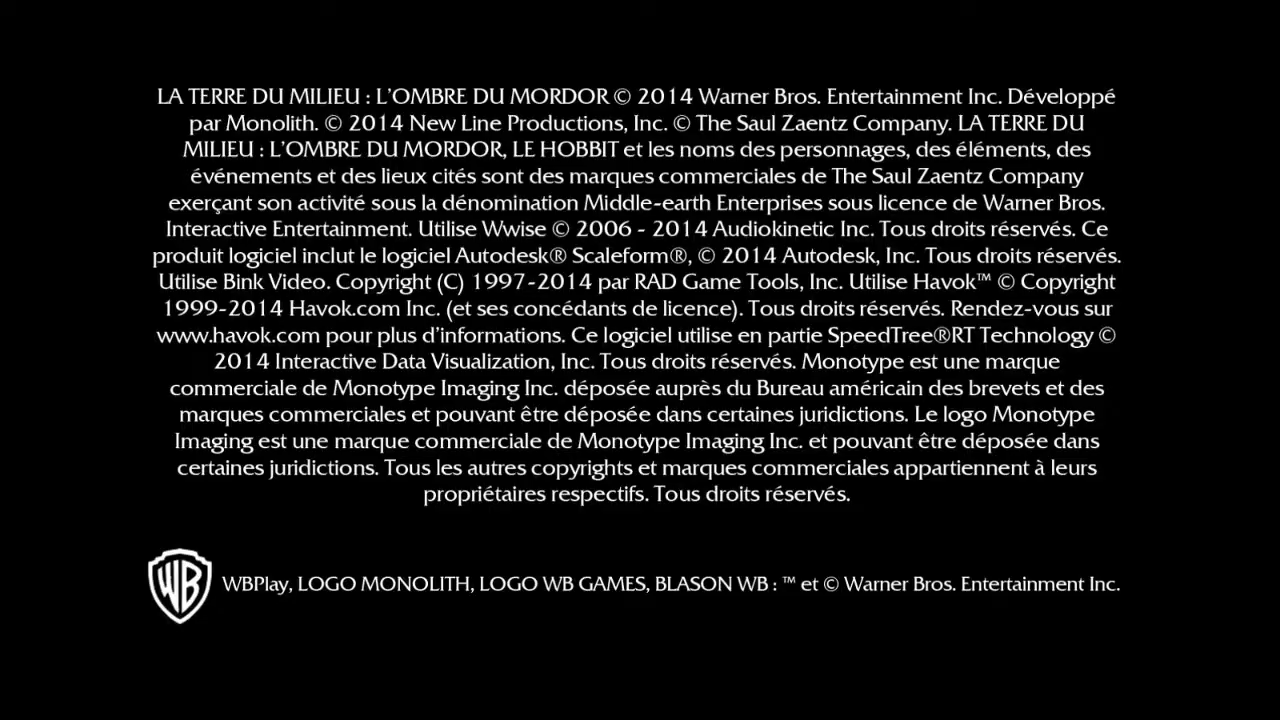 LA TERRE DU MILIEU : L'OMBRE DU MORDOR © 2014 Warner Bros. Entertainment Inc. Développé
par Monolith. © 2014 New Line Productions, Inc. © The Saul Zaentz Company. LA TERRE DU
MILIEU : L'OMBRE DU MORDOR, LE HOBBIT et les noms des personnages, des éléments, des
événements et des lieux cités sont des marques commerciales de The Saul Zaentz Company
exerçant son activité sous la dénomination Middle-earth Enterprises sous licence de Warner Bros.
Interactive Entertainment. Utilise Wwise © 2006 - 2014 Audiokinetic Inc. Tous droits réservés. Ce
produit logiciel inclut le logiciel Autodesk® Scaleform®, © 2014 Autodesk, Inc. Tous droits réservés.
Utilise Bink Video. Copyright (C) 1997-2014 par RAD Game Tools, Inc. Utilise Havok™ © Copyright
1999-2014 Havok.com Inc. (et ses concédants de licence). Tous droits réservés. Rendez-vous sur
www.havok.com pour plus d'informations. Ce logiciel utilise en partie SpeedTree®RT Technology ©
2014 Interactive Data Visualization, Inc. Tous droits réservés. Monotype est une marque
commerciale de Monotype Imaging Inc. déposée auprès du Bureau américain des brevets et des
marques commerciales et pouvant être déposée dans certaines juridictions. Le logo Monotype
Imaging est une marque commerciale de Monotype Imaging Inc. et pouvant être déposée dans
certaines juridictions. Tous les autres copyrights et marques commerciales appartiennent à leurs
propriétaires respectifs. Tous droits réservés.
WB WBPlay, LOGO MONOLITH, LOGO WB GAMES, BLASON WB : ™ et © Warner Bros. Entertainment Inc.